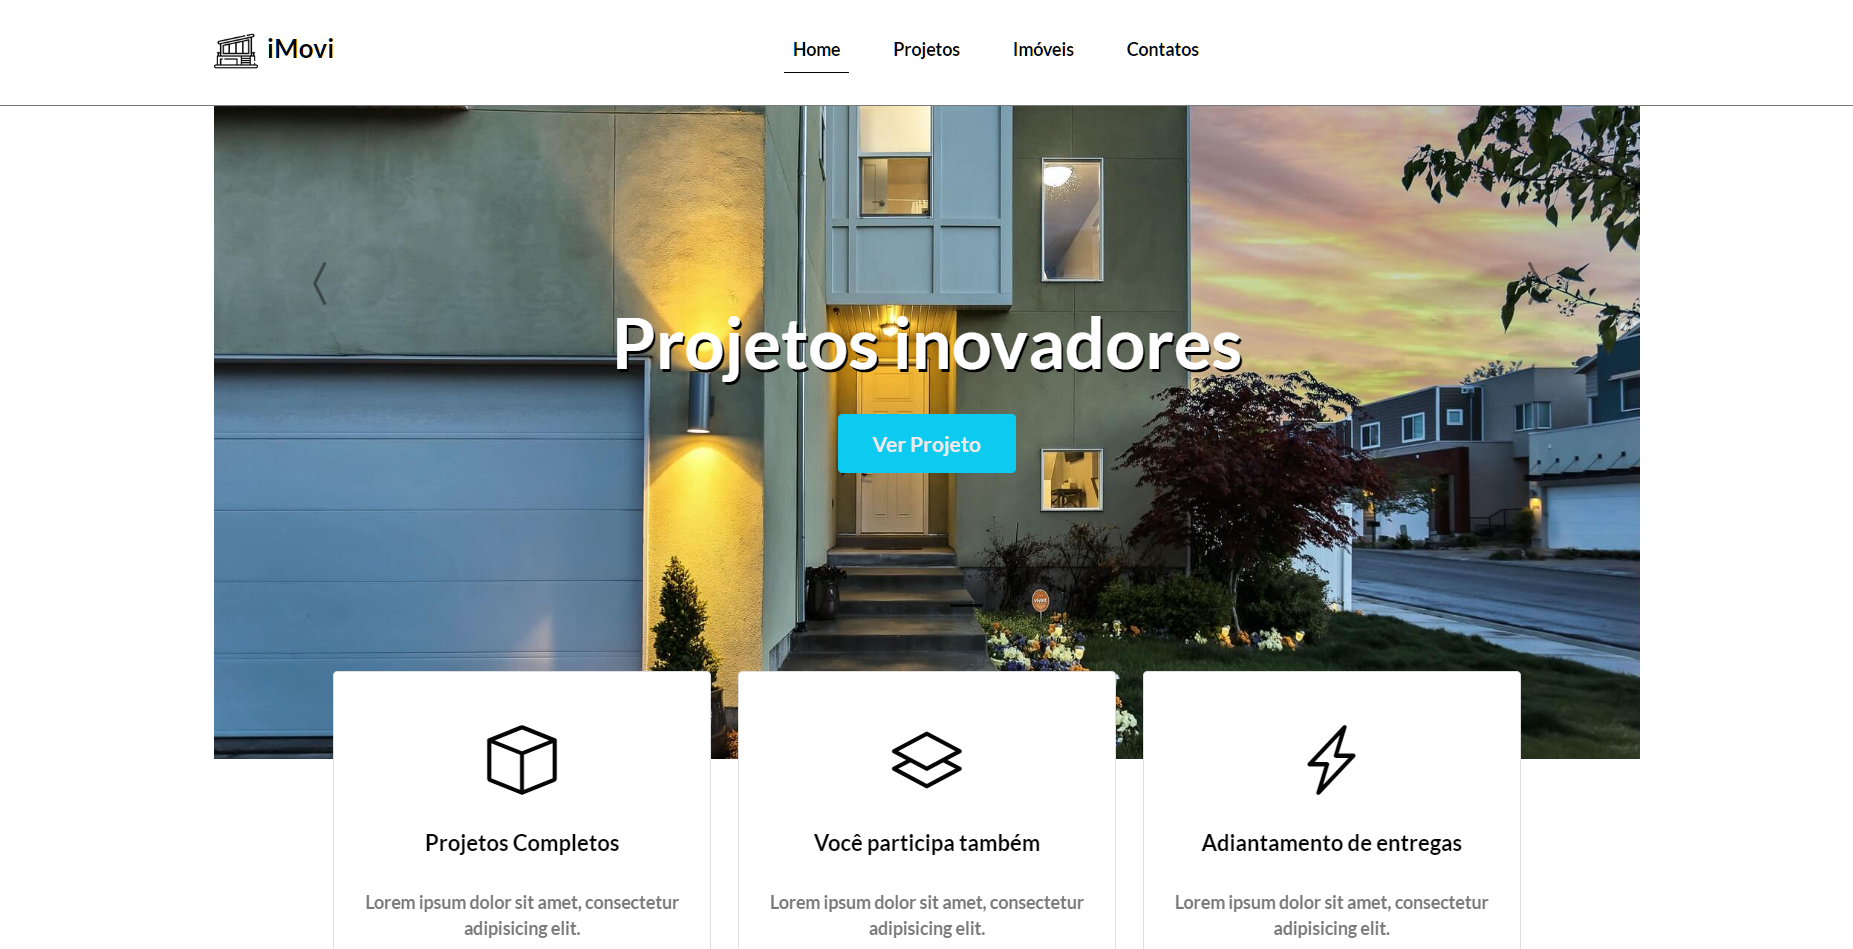 iMovi
Home Projetos Imóveis Contatos
Projetos inovadores
Ver Projeto
vivint
Projetos Completos
Você participa também
Adiantamento de entregas
Lorem ipsum dolor sit amet, consectetur
adipisicing elit.
Lorem ipsum dolor sit amet, consectetur
adipisicing elit.
Lorem ipsum dolor sit amet, consectetur
adipisicing elit.